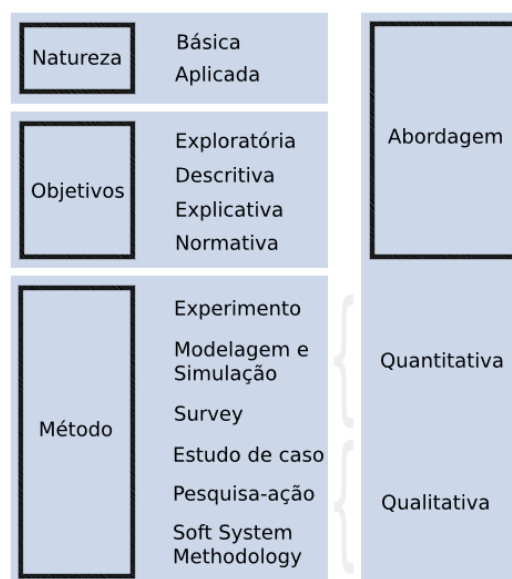 Natureza
Básica
Aplicada
Objetivos
Exploratória
Descritiva
Explicativa
Normativa
Método
Experimento
Modelagem e
Simulação
Survey
Estudo de caso
Pesquisa-ação
Soft System
Methodology
Abordagem
Quantitativa
Qualitativa